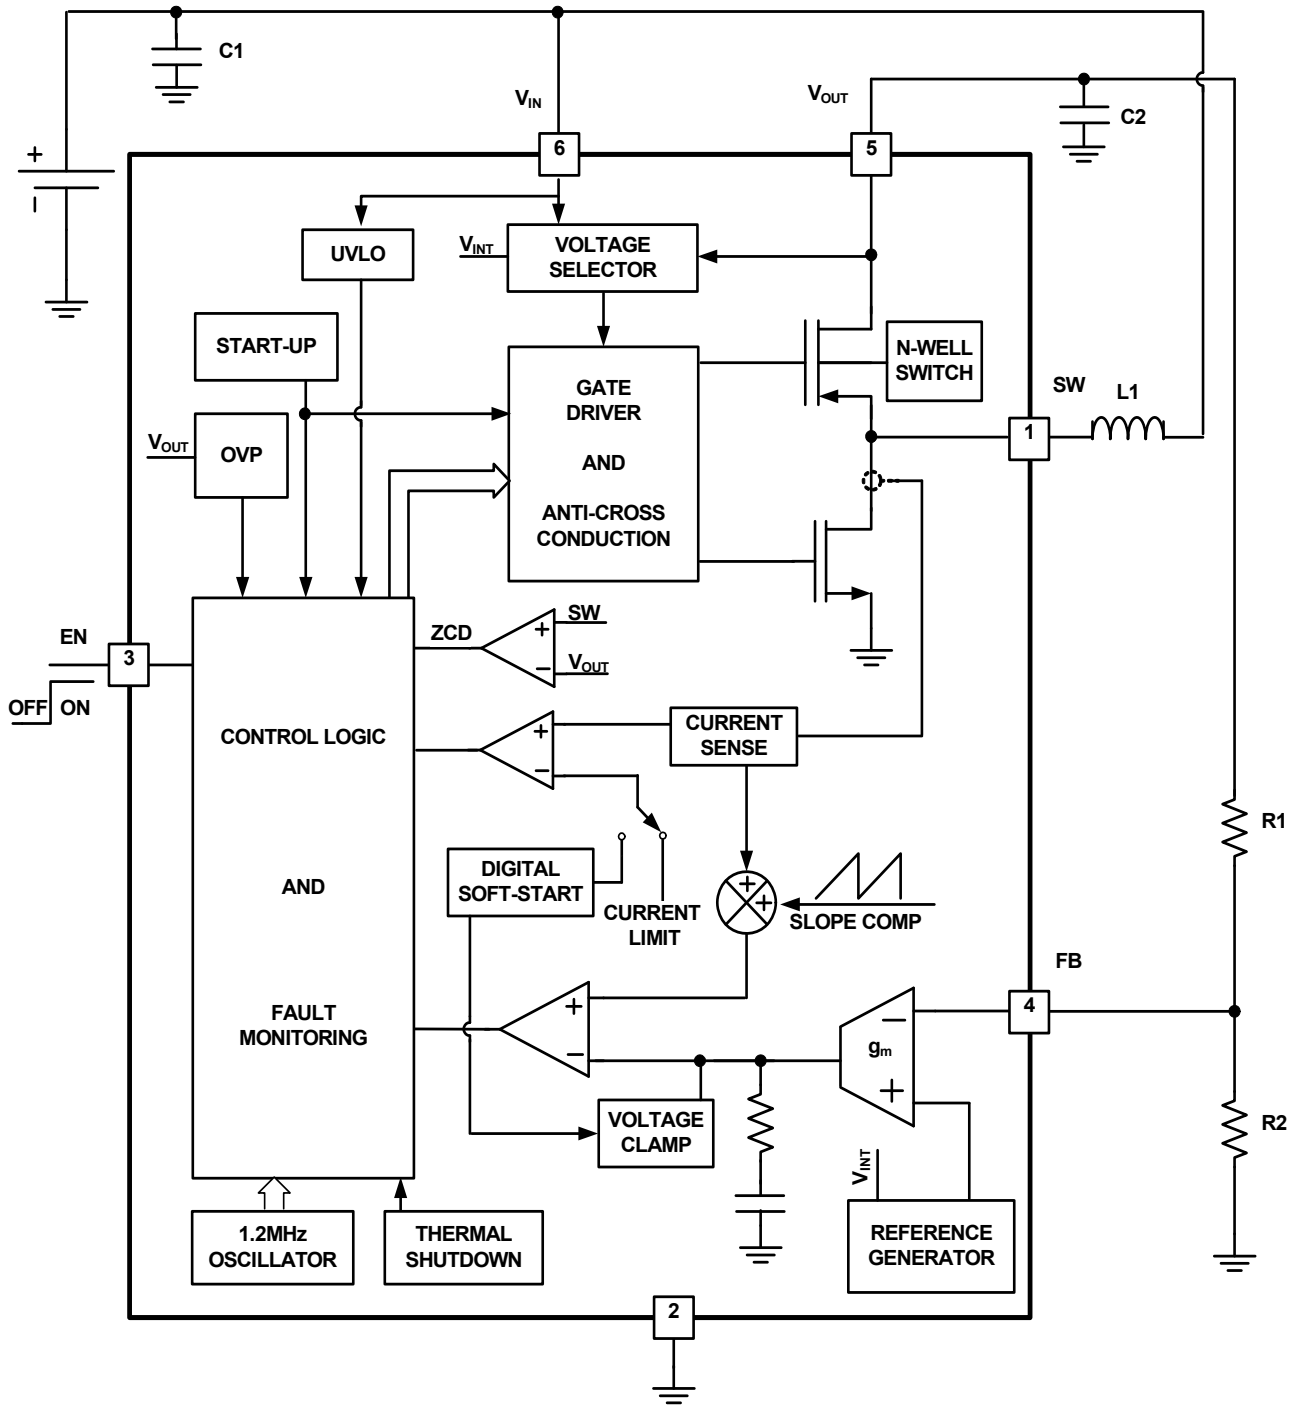 C1
VIN
VOUT
C2
+
6
5
−
UVLO
VINT
VOLTAGE
SELECTOR
START-UP
N-WELL
SWITCH
GATE
DRIVER
AND
ANTI-CROSS
CONDUCTION
SW
L1
1
VOUT
OVP
EN
3
OFF
ON
ZCD
+
−
SW
VOUT
CONTROL LOGIC
AND
FAULT
MONITORING
+
−
CURRENT
SENSE
R1
DIGITAL
SOFT-START
CURRENT
LIMIT
+
+
SLOPE COMP
FB
4
+
−
−
gm
+
VOLTAGE
CLAMP
R2
VINT
1.2MHz
OSCILLATOR
THERMAL
SHUTDOWN
REFERENCE
GENERATOR
2